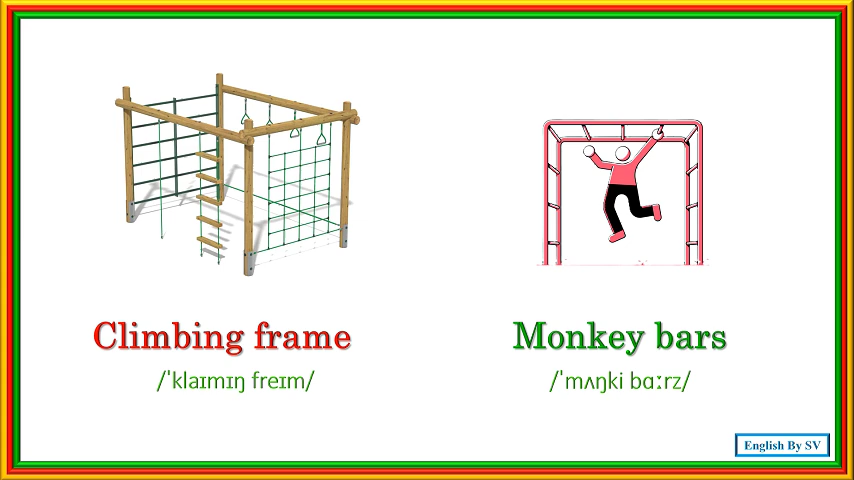 Climbing frame
/ˈklaɪmɪŋ freɪm/
Monkey bars
/ˈmʌŋki bɑːrz/
English By SV